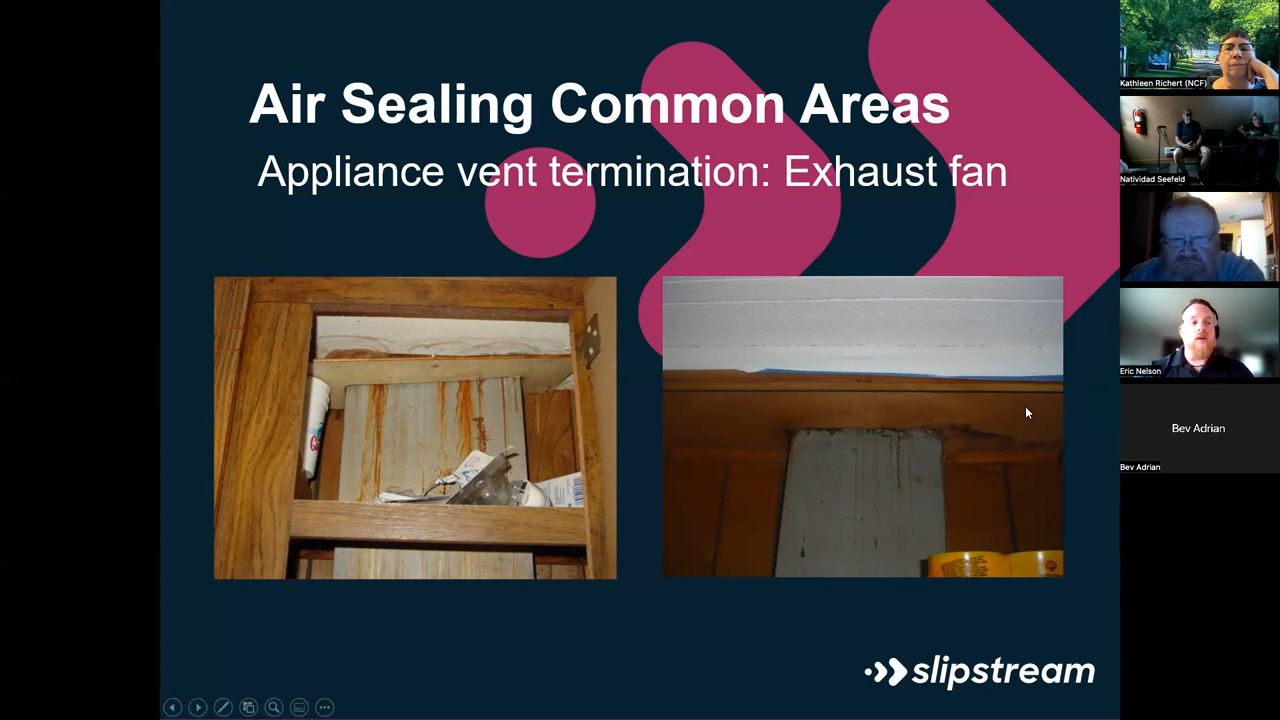 Air Sealing Common Areas
Appliance vent termination: Exhaust fan
slipstream
Kathleen Richert (NCF)
Natividad Seefeld
Eric Nelson
Bev Adrian
Bev Adrian